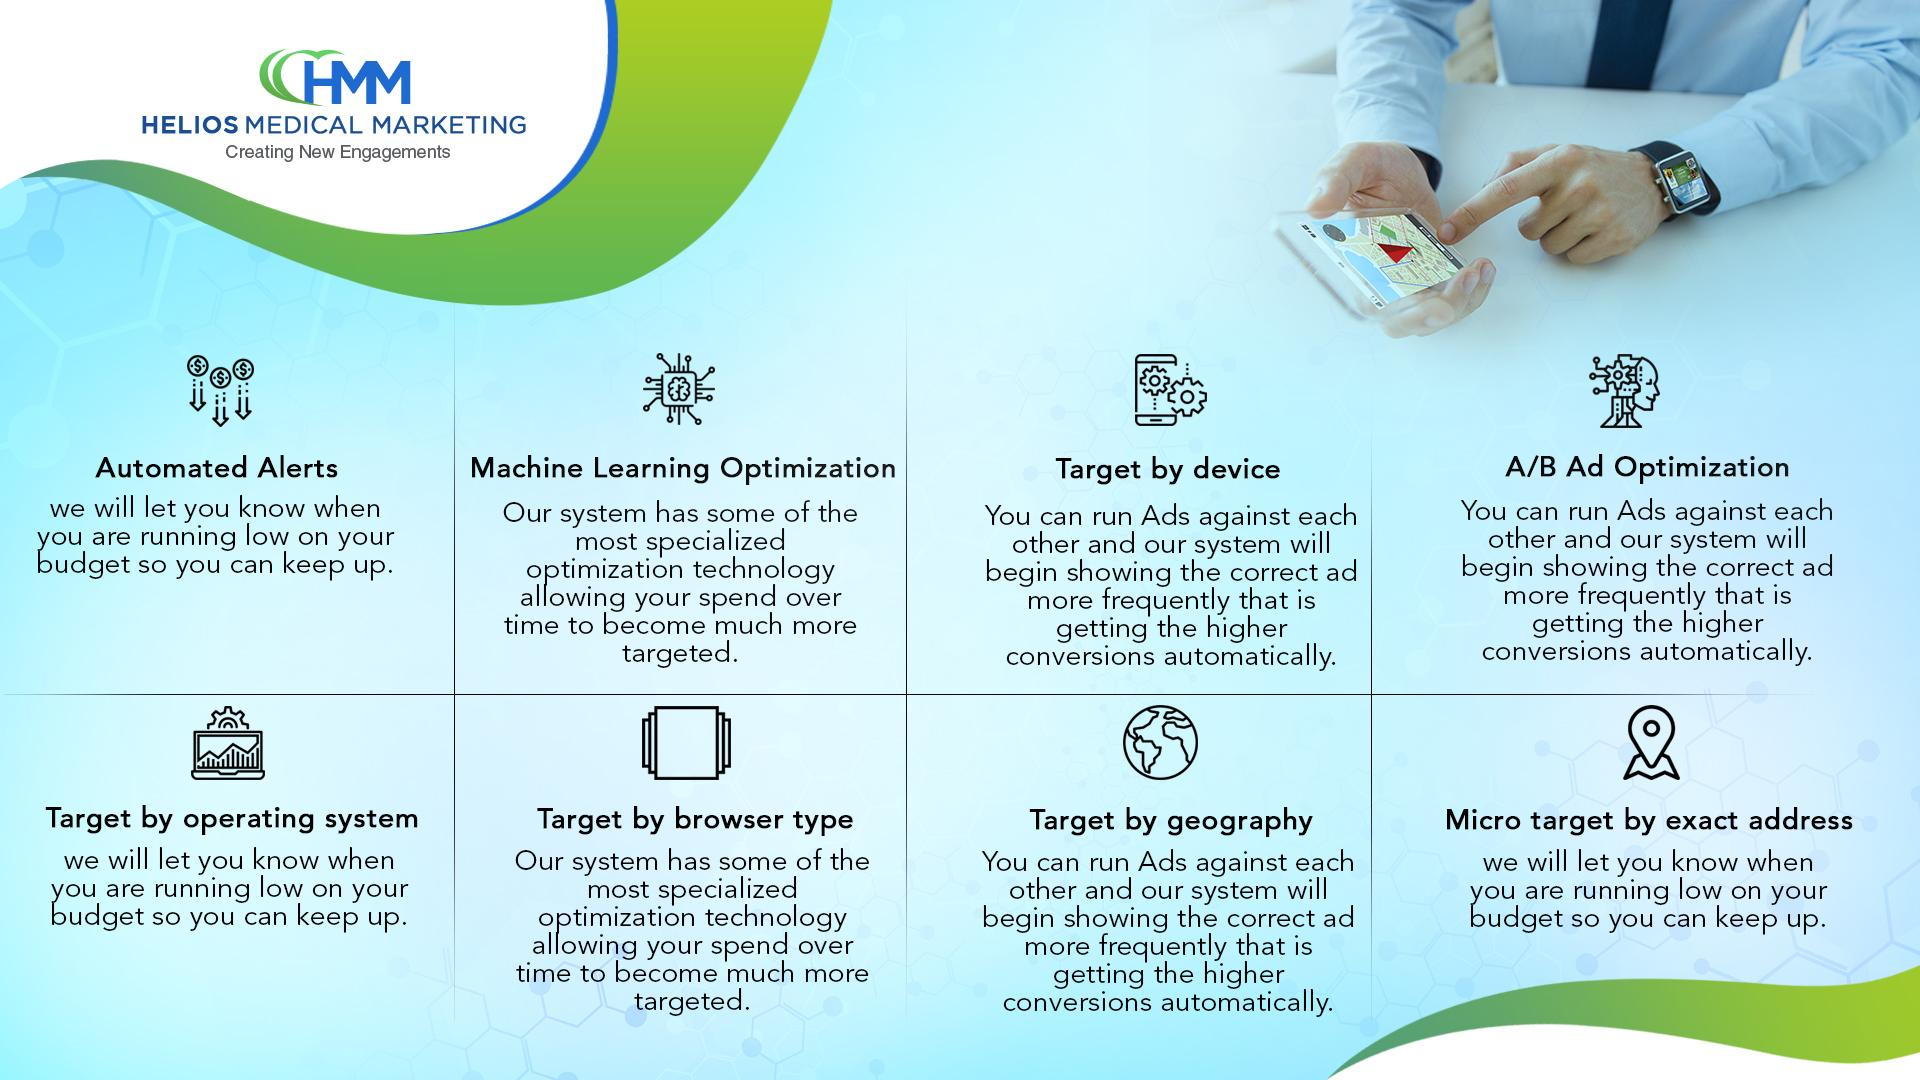 HMM
HELIOS MEDICAL MARKETING
Creating New Engagements
Automated Alerts
we will let you know when
you are running low on your
budget so you can keep up.
Machine Learning Optimization
Our system has some of the
most specialized
optimization technology
allowing your spend over
time to become much more
targeted.
Target by device
You can run Ads against each
other and our system will
begin showing the correct ad
more frequently that is
getting the higher
conversions automatically.
A/B Ad Optimization
You can run Ads against each
other and our system will
begin showing the correct ad
more frequently that is
getting the higher
conversions automatically.
Target by operating system
we will let you know when
you are running low on your
budget so you can keep up.
Target by browser type
Our system has some of the
most specialized
optimization technology
allowing your spend over
time to become much more
targeted.
Target by geography
You can run Ads against each
other and our system will
begin showing the correct ad
more frequently that is
getting the higher
conversions automatically.
Micro target by exact address
we will let you know when
you are running low on your
budget so you can keep up.